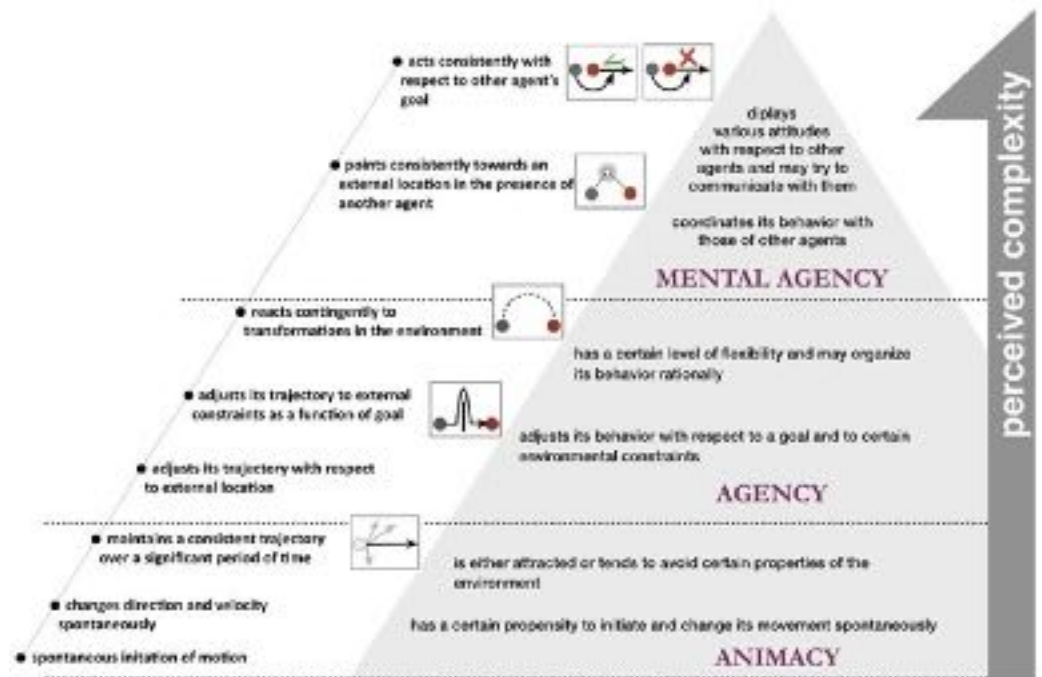 acts consistently with
respect to other agent's
goal
diplays
various attitudes
with respect to other
agents and may try to
communicate with them
points consistently towards an
external location in the presence of
another agent
coordinates its behavior with
those of other agents
MENTAL AGENCY
reacts contingently to
transformations in the environment
has a certain level of flexibility and may organize
its behavior rationally
adjusts its trajectory to external
constraints as a function of goal
adjusts its behavior with respect to a goal and to certain
environmental constraints
adjusts its trajectory with respect
to external location
AGENCY
maintains a consistent trajectory
over a significant period of time
is either attracted or tends to avoid certain properties of the
environment
changes direction and velocity
spontaneously
has a certain propensity to initiate and change its movement spontaneously
spontaneous initation of motion
ANIMACY
perceived complexity